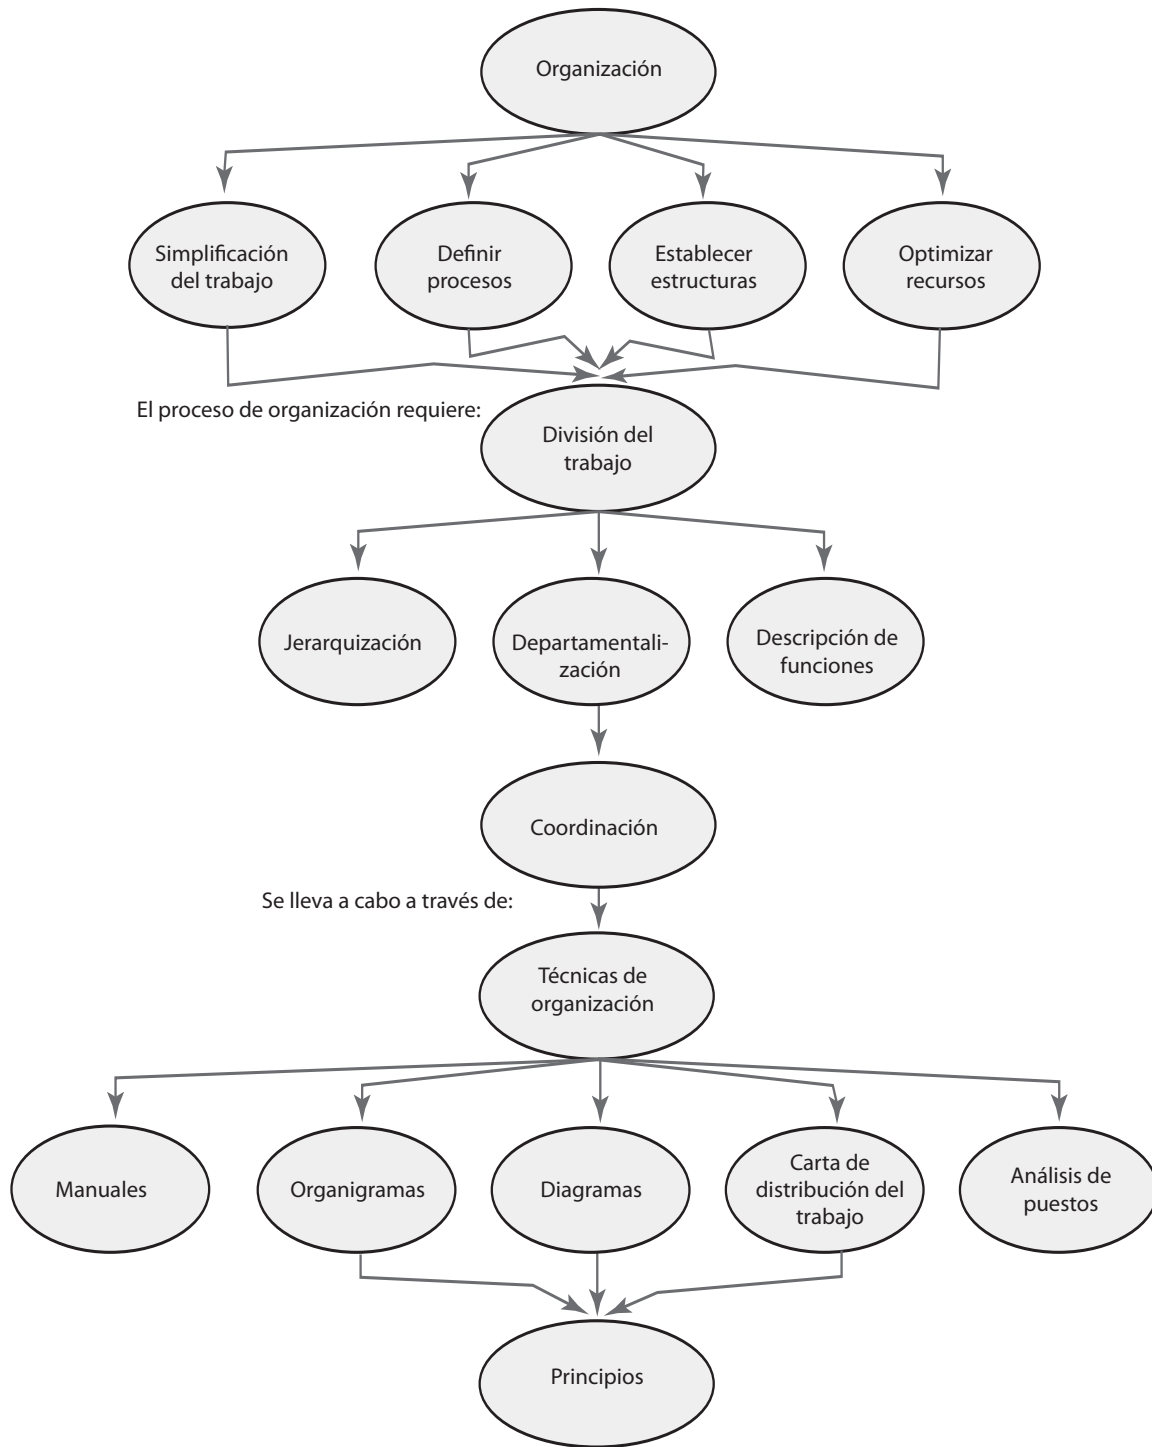 Organización
Simplificación
del trabajo
Definir
procesos
Establecer
estructuras
Optimizar
recursos
El proceso de organización requiere:
División del
trabajo
Jerarquización
Departamentali-
zación
Descripción de
funciones
Coordinación
Se lleva a cabo a través de:
Técnicas de
organización
Manuales
Organigramas
Diagramas
Carta de
distribución del
trabajo
Análisis de
puestos
Principios